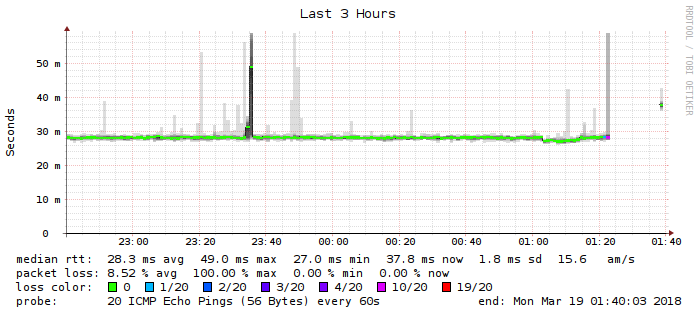 Last 3 Hours
RRDTOOL / TOBI OETIKER
Seconds
50 m
40 m
30 m
20 m
10 m
0
23:00 23:20 23:40 00:00 00:20 00:40 01:00 01:20 01:40
median rtt: 28.3 ms avg 49.0 ms max 27.0 ms min 37.8 ms now 1.8 ms sd 15.6 am/s
packet loss: 8.52 % avg 100.00 % max 0.00 % min 0.00 % now
loss color: 0 1/20 2/20 3/20 4/20 10/20 19/20
probe: 20 ICMP Echo Pings (56 Bytes) every 60s end: Mon Mar 19 01:40:03 2018